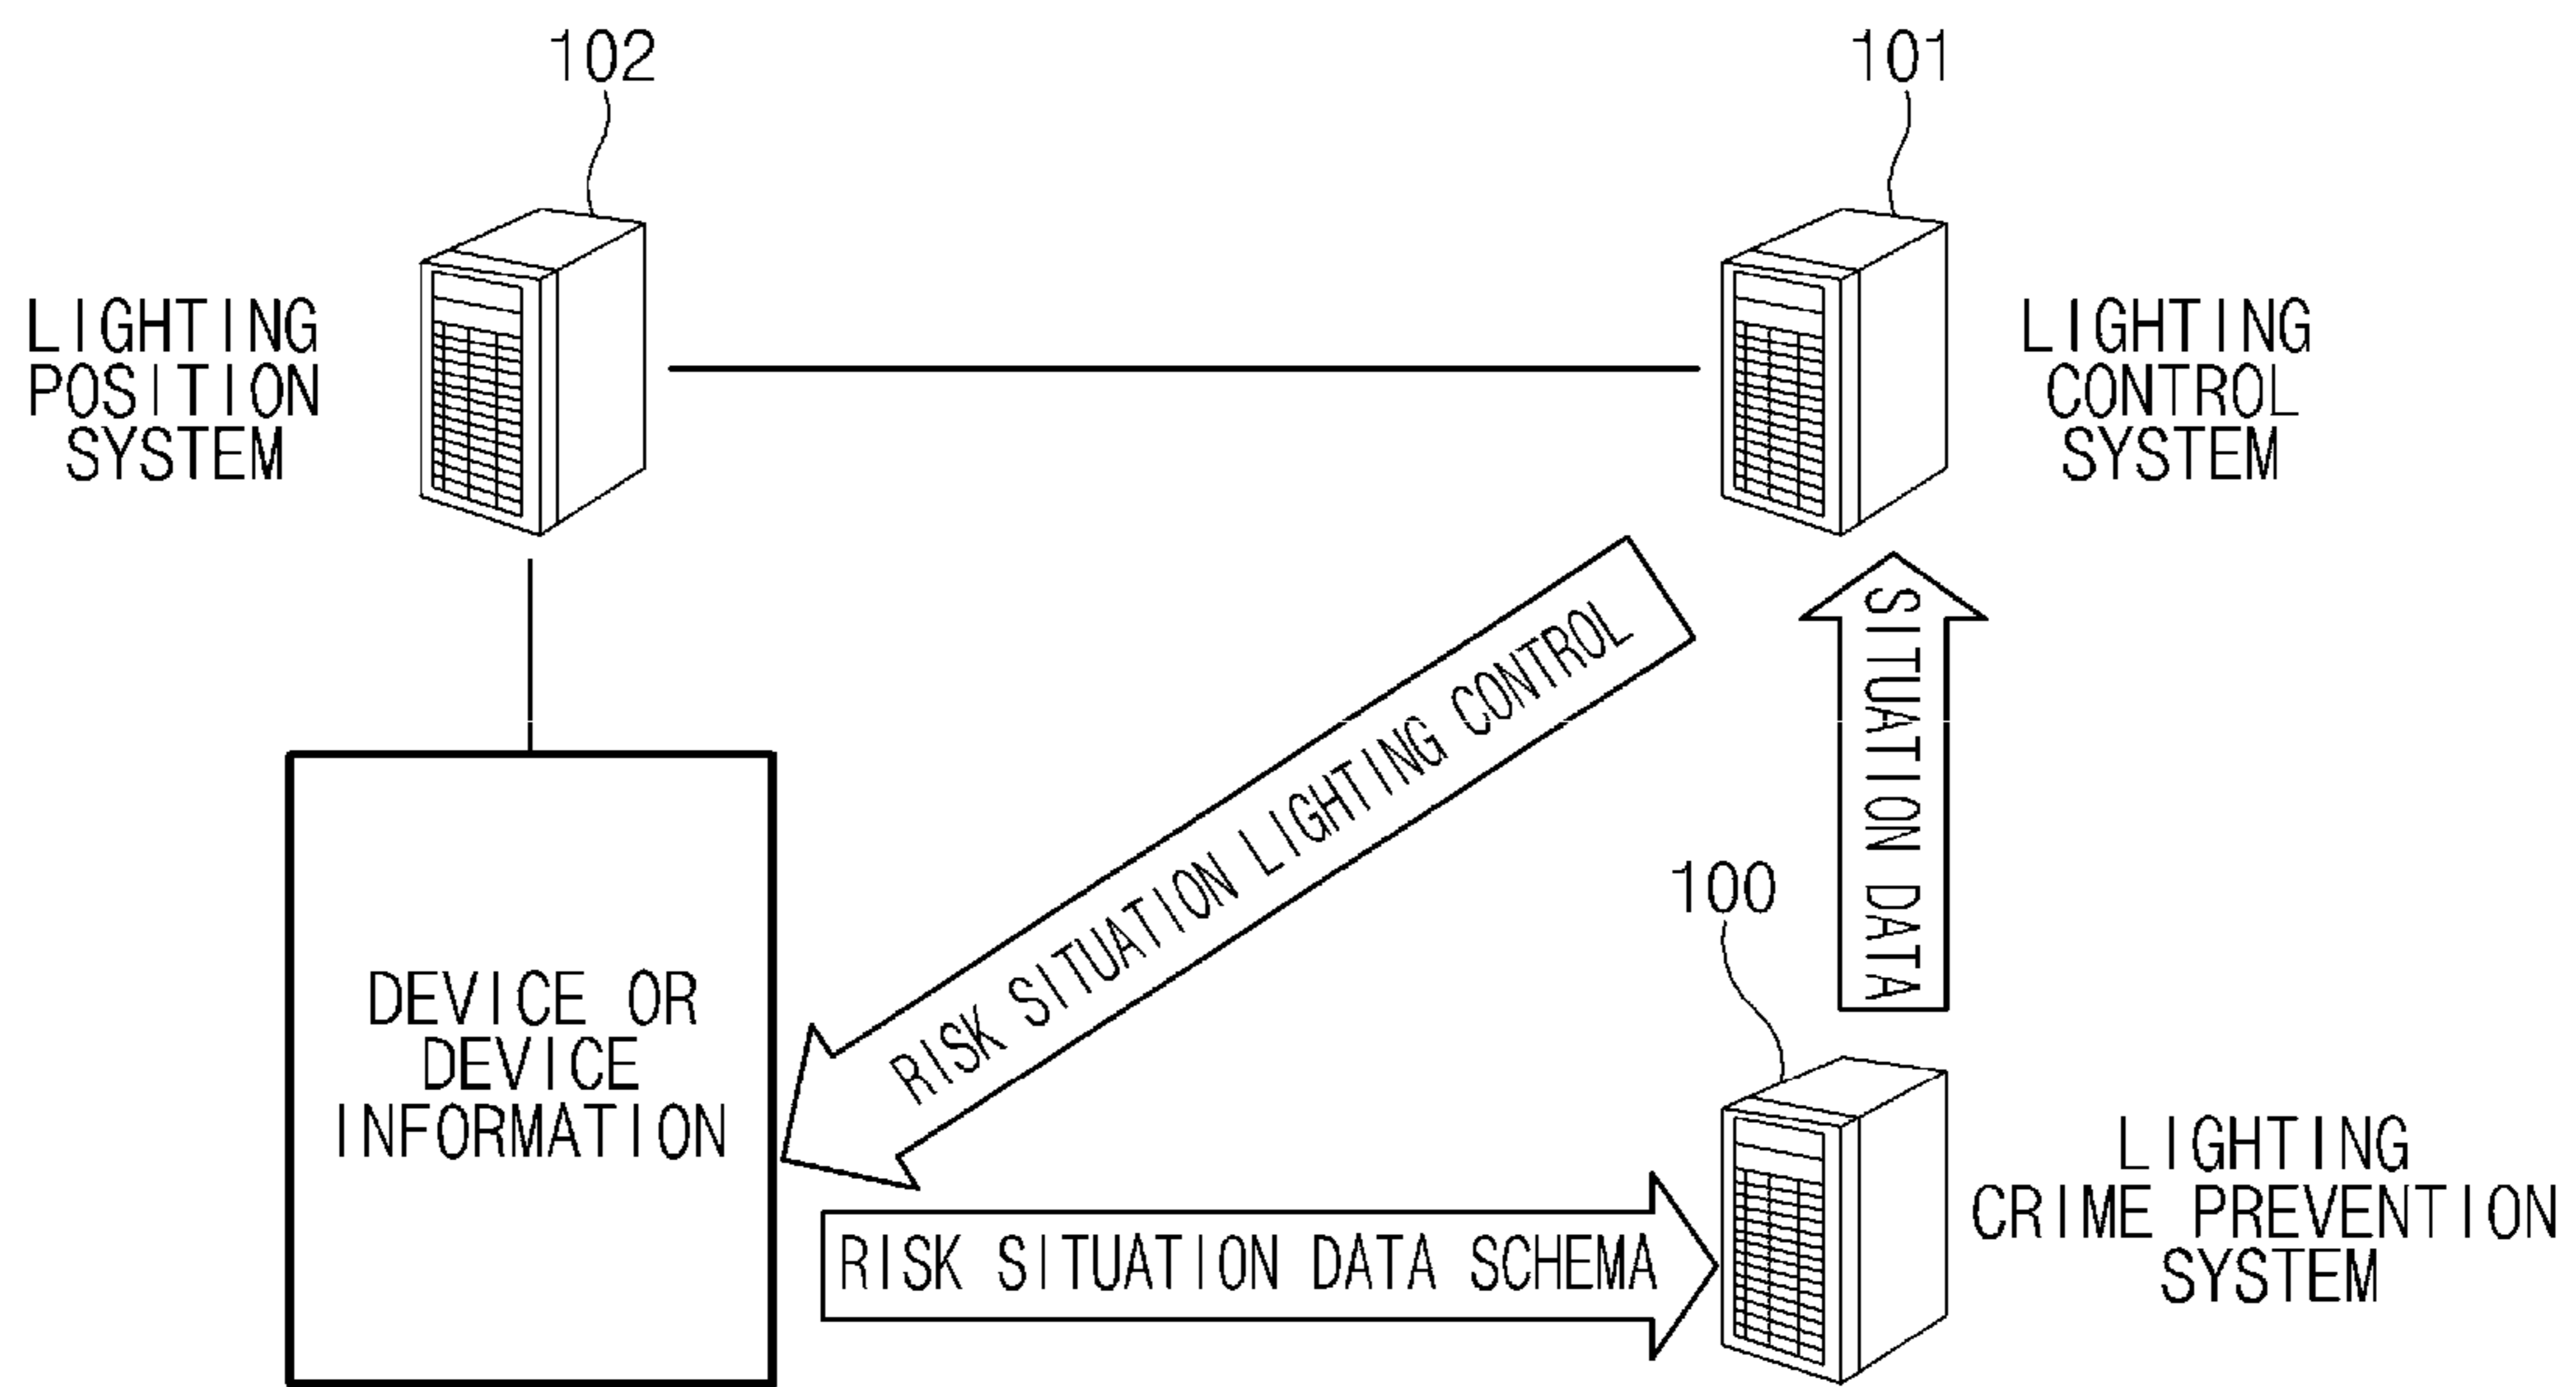 102
101
LIGHTING
POSITION
SYSTEM
LIGHTING
CONTROL
SYSTEM
RISK SITUATION LIGHTING CONTROL
SITUATION DATA
100
DEVICE OR
DEVICE
INFORMATION
RISK SITUATION DATA SCHEMA
LIGHTING
CRIME PREVENTION
SYSTEM